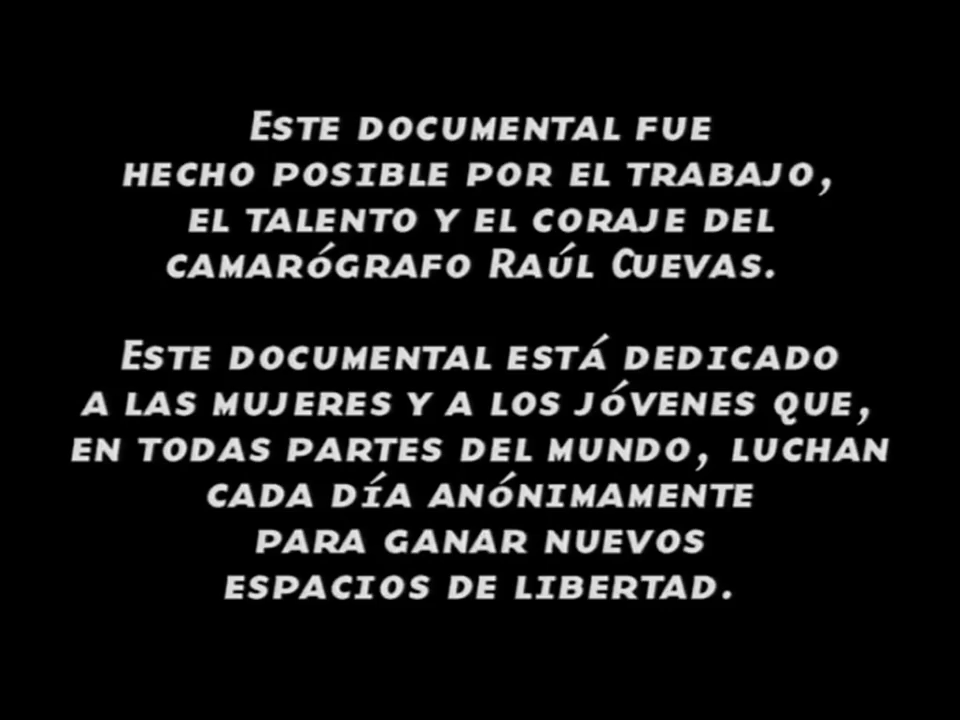 Este documental fue
hecho posible por el trabajo,
el talento y el coraje del
camarógrafo Raúl Cuevas.
Este documental está dedicado
a las mujeres y a los jóvenes que,
en todas partes del mundo, luchan
cada día anónimamente
para ganar nuevos
espacios de libertad.